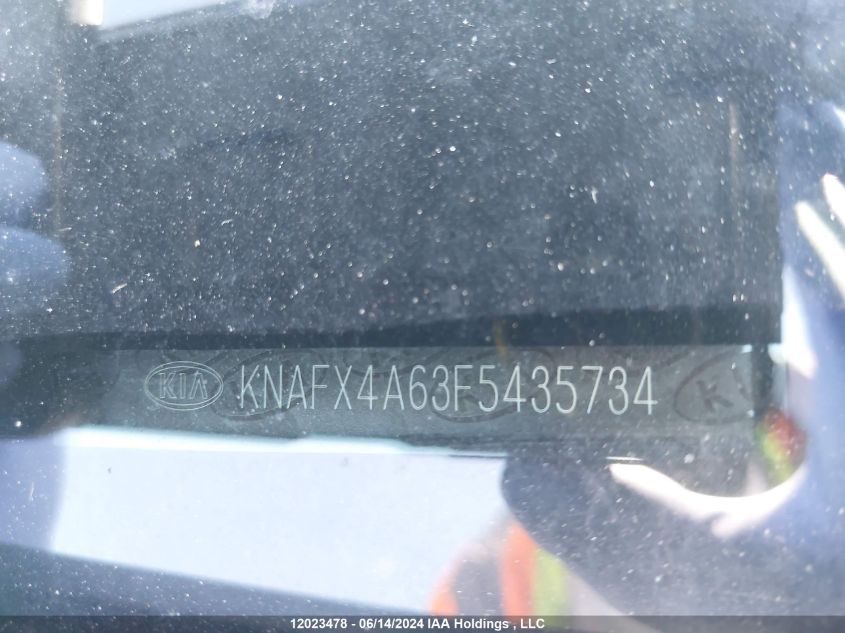 KIA KNAFX4A63F5435734
12023478 - 06/14/2024 IAA Holdings , LLC